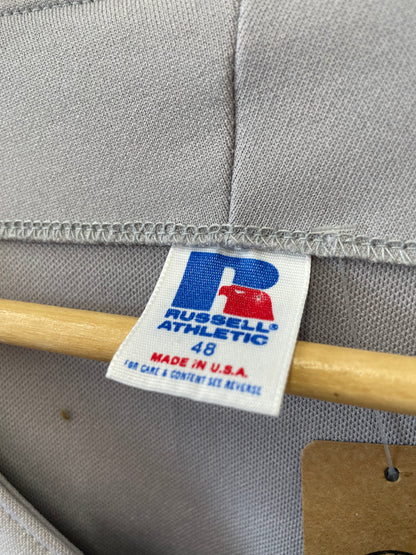 R
RUSSELL®
ATHLETIC
48
MADE IN U.S.A.
FOR CARE & CONTENT SEE REVERSE